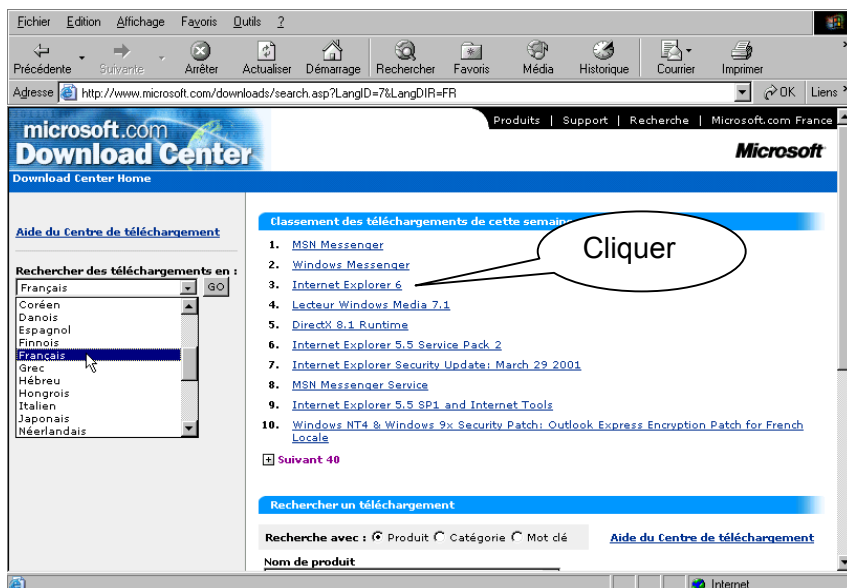 Fichier Edition Affichage Favoris Outils ?
Précédente Suivante Arrêter Actualiser Démarrage Rechercher Favoris Média Historique Courrier Imprimer
Adresse http://www.microsoft.com/downloads/search.asp?LangID=7&LangDIR=FR OK Liens
Produits | Support | Recherche | Microsoft.com France
microsoft.com
Download Center
Microsoft
Download Center Home
Aide du Centre de téléchargement
Rechercher des téléchargements en :
Français GO
Coréen
Danois
Espagnol
Finnois
Français
Grec
Hébreu
Hongrois
Italien
Japonais
Néerlandais
Classement des téléchargements de cette semaine
Cliquer
1. MSN Messenger
2. Windows Messenger
3. Internet Explorer 6
4. Lecteur Windows Media 7.1
5. DirectX 8.1 Runtime
6. Internet Explorer 5.5 Service Pack 2
7. Internet Explorer Security Update: March 29 2001
8. MSN Messenger Service
9. Internet Explorer 5.5 SP1 and Internet Tools
10. Windows NT4 & Windows 9x Security Patch: Outlook Express Encryption Patch for French
Locale
Suivant 40
Rechercher un téléchargement
Recherche avec : Produit Catégorie Mot clé Aide du Centre de téléchargement
Nom de produit
Internet